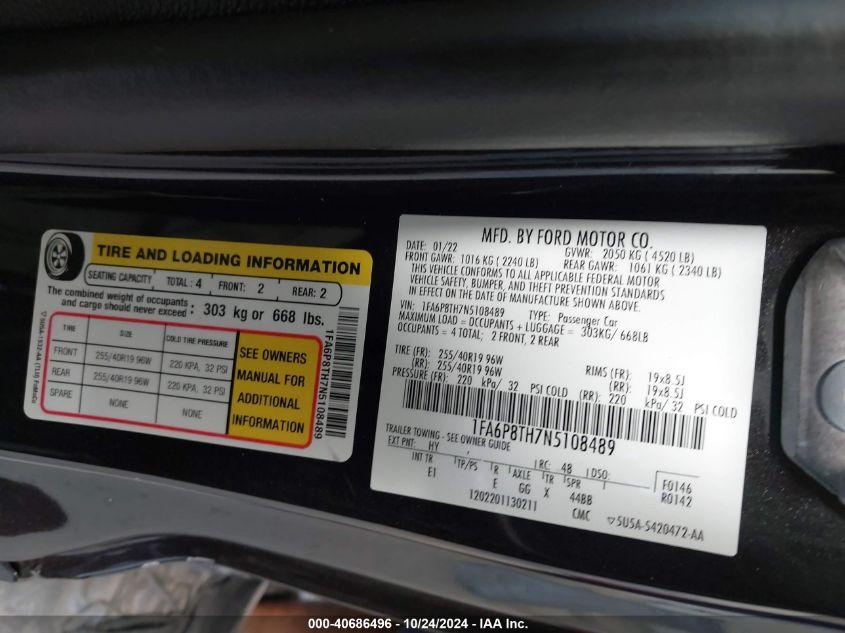 TIRE AND LOADING INFORMATION
SEATING CAPACITY TOTAL : 4 FRONT: 2 REAR: 2
The combined weight of occupants and cargo should never exceed : 303 kg or 668 lbs.
TIRE SIZE COLD TIRE PRESSURE
FRONT 255/40R19 96W 220 KPA, 32 PSI
REAR 255/40R19 96W 220 KPA, 32 PSI
SPARE NONE NONE
SEE OWNERS
MANUAL FOR
ADDITIONAL
INFORMATION
1FA6P8TH7N5108489
5U5A-1532-AA (TLU) FoMoCo
MFD. BY FORD MOTOR CO.
DATE: 01/22 GVWR: 2050 KG ( 4520 LB)
FRONT GAWR: 1016 KG ( 2240 LB) REAR GAWR: 1061 KG ( 2340 LB)
THIS VEHICLE CONFORMS TO ALL APPLICABLE FEDERAL MOTOR
VEHICLE SAFETY, BUMPER, AND THEFT PREVENTION STANDARDS
IN EFFECT ON THE DATE OF MANUFACTURE SHOWN ABOVE.
VIN: 1FA6P8TH7N5108489 TYPE: Passenger Car
MAXIMUM LOAD = OCCUPANTS + LUGGAGE = 303KG/668LB
OCCUPANTS = 4 TOTAL; 2 FRONT, 2 REAR
TIRE (FR): 255/40R19 96W RIMS (FR): 19x8.5J
(RR): 255/40R19 96W (RR): 19x8.5J
PRESSURE (FR): 220 kPa/ 32 PSI COLD (RR): 220 kPa/ 32 PSI COLD
1FA6P8TH7N5108489
TRAILER TOWING - SEE OWNER GUIDE
EXT PNT: HY , RC: 48 DSO: F0146
INT TR TP/PS R AXLE TR SPR R0142
EI E GG X 44BB
1202201130211 CMC 5U5A-5420472-AA
000-40686496 - 10/24/2024 - IAA Inc.